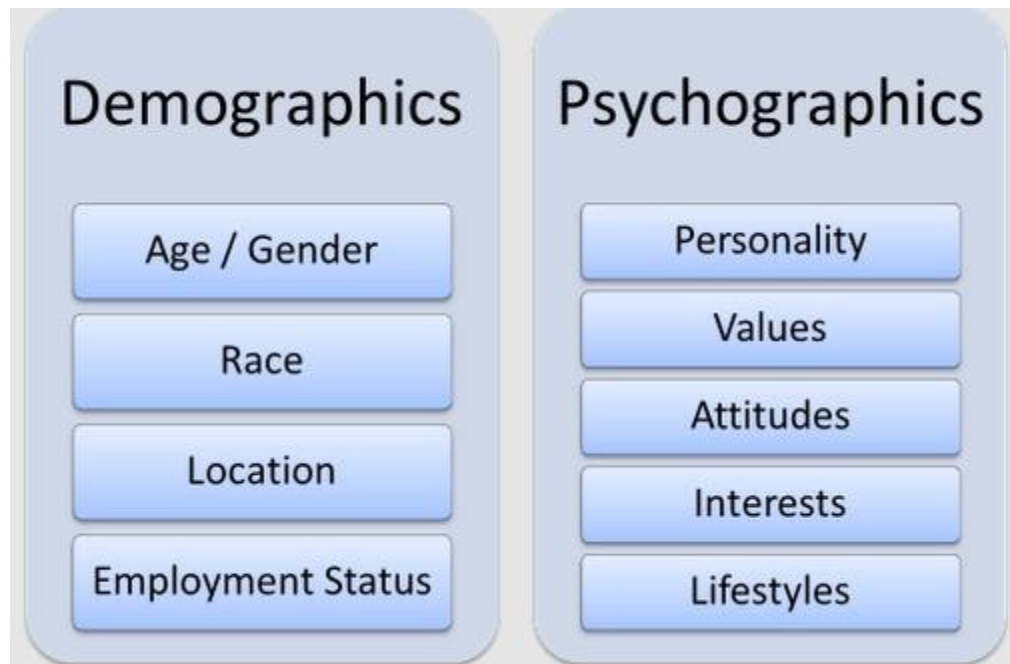 Demographics
Age / Gender
Race
Location
Employment Status
Psychographics
Personality
Values
Attitudes
Interests
Lifestyles